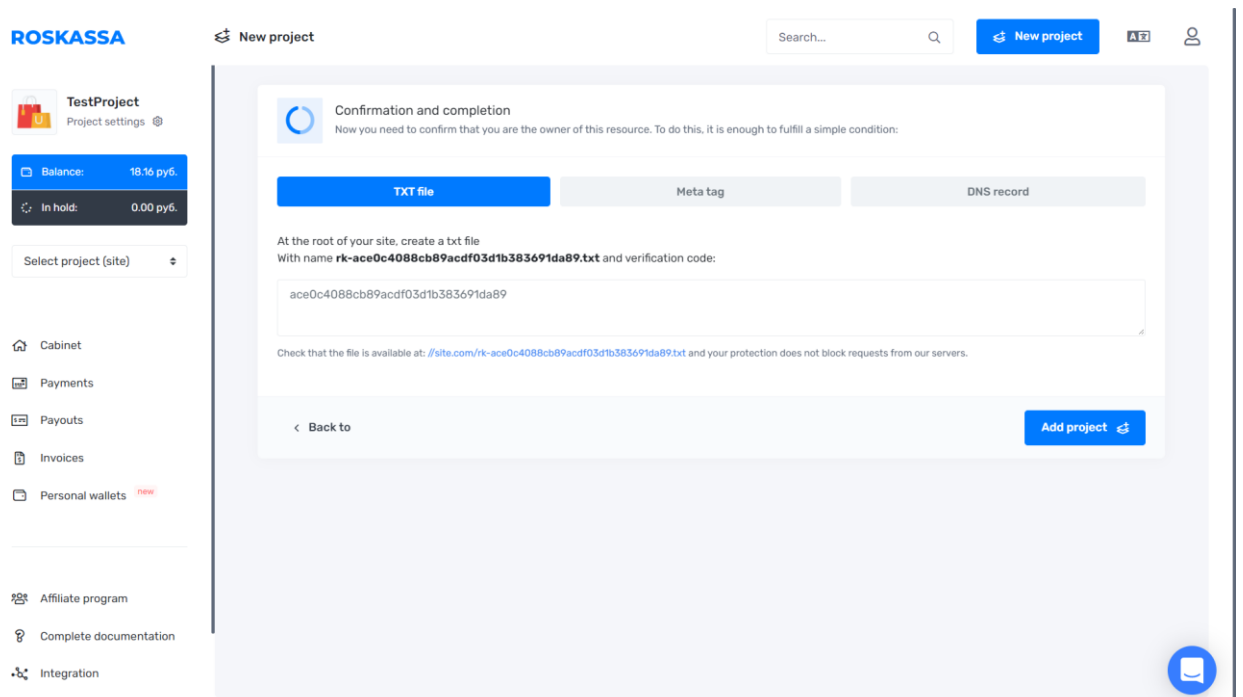 ROSKASSA
New project
Search...
New project
TestProject
Project settings
Balance: 18.16 руб.
In hold: 0.00 руб.
Select project (site)
Cabinet
Payments
Payouts
Invoices
Personal wallets new
Affiliate program
Complete documentation
Integration
Confirmation and completion
Now you need to confirm that you are the owner of this resource. To do this, it is enough to fulfill a simple condition:
TXT file
Meta tag
DNS record
At the root of your site, create a txt file
With name rk-ace0c4088cb89acdf03d1b383691da89.txt and verification code:
ace0c4088cb89acdf03d1b383691da89
Check that the file is available at: //site.com/rk-ace0c4088cb89acdf03d1b383691da89.txt and your protection does not block requests from our servers.
Back to
Add project